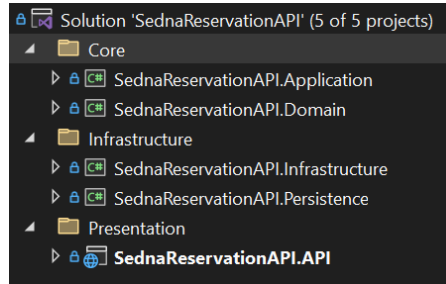 Solution 'SednaReservationAPI' (5 of 5 projects)
Core
C# SednaReservationAPI.Application
C# SednaReservationAPI.Domain
Infrastructure
C# SednaReservationAPI.Infrastructure
C# SednaReservationAPI.Persistence
Presentation
SednaReservationAPI.API